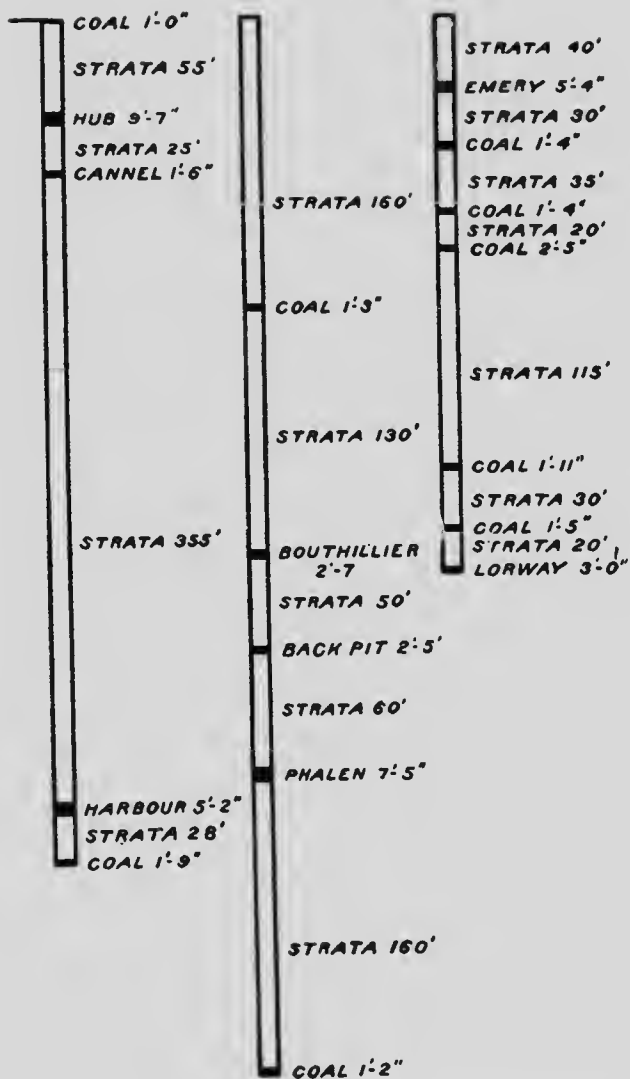 COAL 1'-0"
STRATA 55'
HUB 9'-7"
STRATA 25'
CANNEL 1'-6"
STRATA 355'
HARBOUR 5'-2"
STRATA 28'
COAL 1'-9"
STRATA 160'
COAL 1'-3"
STRATA 130'
BOUTHILLIER
2'-7
STRATA 50'
BACK PIT 2'-5'
STRATA 60'
PHALEN 7'-5"
STRATA 160'
COAL 1'-2"
STRATA 40'
EMERY 5'-4"
STRATA 30'
COAL 1'-4"
STRATA 35'
COAL 1'-4"
STRATA 20'
COAL 2'-5"
STRATA 115'
COAL 1'-11"
STRATA 30'
COAL 1'-5"
STRATA 20'
LORWAY 3'-0"